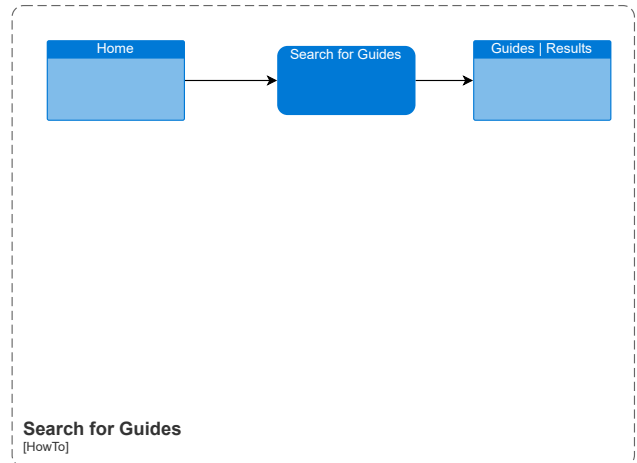 Home
Search for Guides
Guides | Results
Search for Guides
[HowTo]